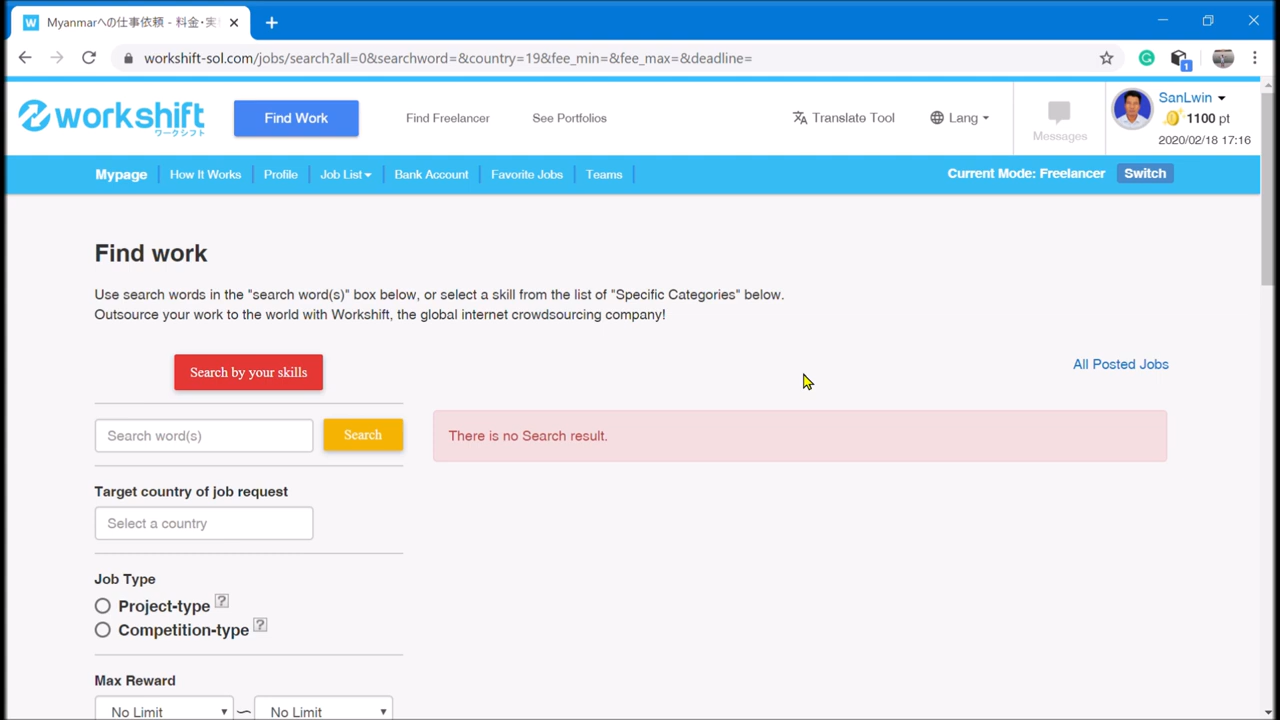 Myanmarへの仕事依頼 - 料金･実
workshift-sol.com/jobs/search?all=0&searchword=&country=19&fee_min=&fee_max=&deadline=
1
workshift
ワークシフト
Find Work
Find Freelancer
See Portfolios
Translate Tool
Lang
Messages
SanLwin
1100 pt
2020/02/18 17:16
Mypage
How It Works
Profile
Job List
Bank Account
Favorite Jobs
Teams
Current Mode: Freelancer
Switch
Find work
Use search words in the "search word(s)" box below, or select a skill from the list of "Specific Categories" below.
Outsource your work to the world with Workshift, the global internet crowdsourcing company!
Search by your skills
All Posted Jobs
Search word(s)
Search
There is no Search result.
Target country of job request
Select a country
Job Type
Project-type ?
Competition-type ?
Max Reward
No Limit ~ No Limit